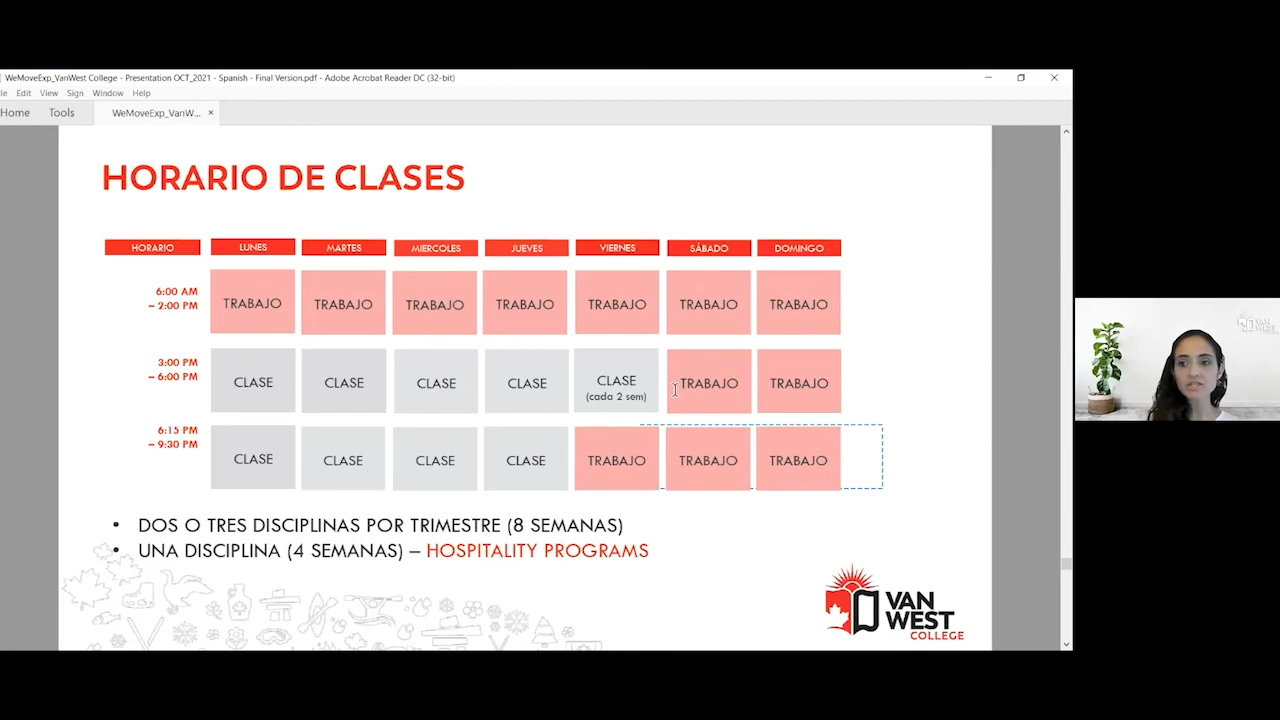 WeMoveExp_VanWest College - Presentation OCT_2021 - Spanish - Final Version.pdf - Adobe Acrobat Reader DC (32-bit)
le Edit View Sign Window Help
Home Tools WeMoveExp_VanW... ×
HORARIO DE CLASES
HORARIO LUNES MARTES MIERCOLES JUEVES VIERNES SÁBADO DOMINGO
6:00 AM
– 2:00 PM
TRABAJO TRABAJO TRABAJO TRABAJO TRABAJO TRABAJO TRABAJO
3:00 PM
– 6:00 PM
CLASE CLASE CLASE CLASE CLASE TRABAJO TRABAJO
(cada 2 sem)
6:15 PM
– 9:30 PM
CLASE CLASE CLASE CLASE TRABAJO TRABAJO TRABAJO
• DOS O TRES DISCIPLINAS POR TRIMESTRE (8 SEMANAS)
• UNA DISCIPLINA (4 SEMANAS) – HOSPITALITY PROGRAMS
VAN
WEST
COLLEGE
VAN
WEST